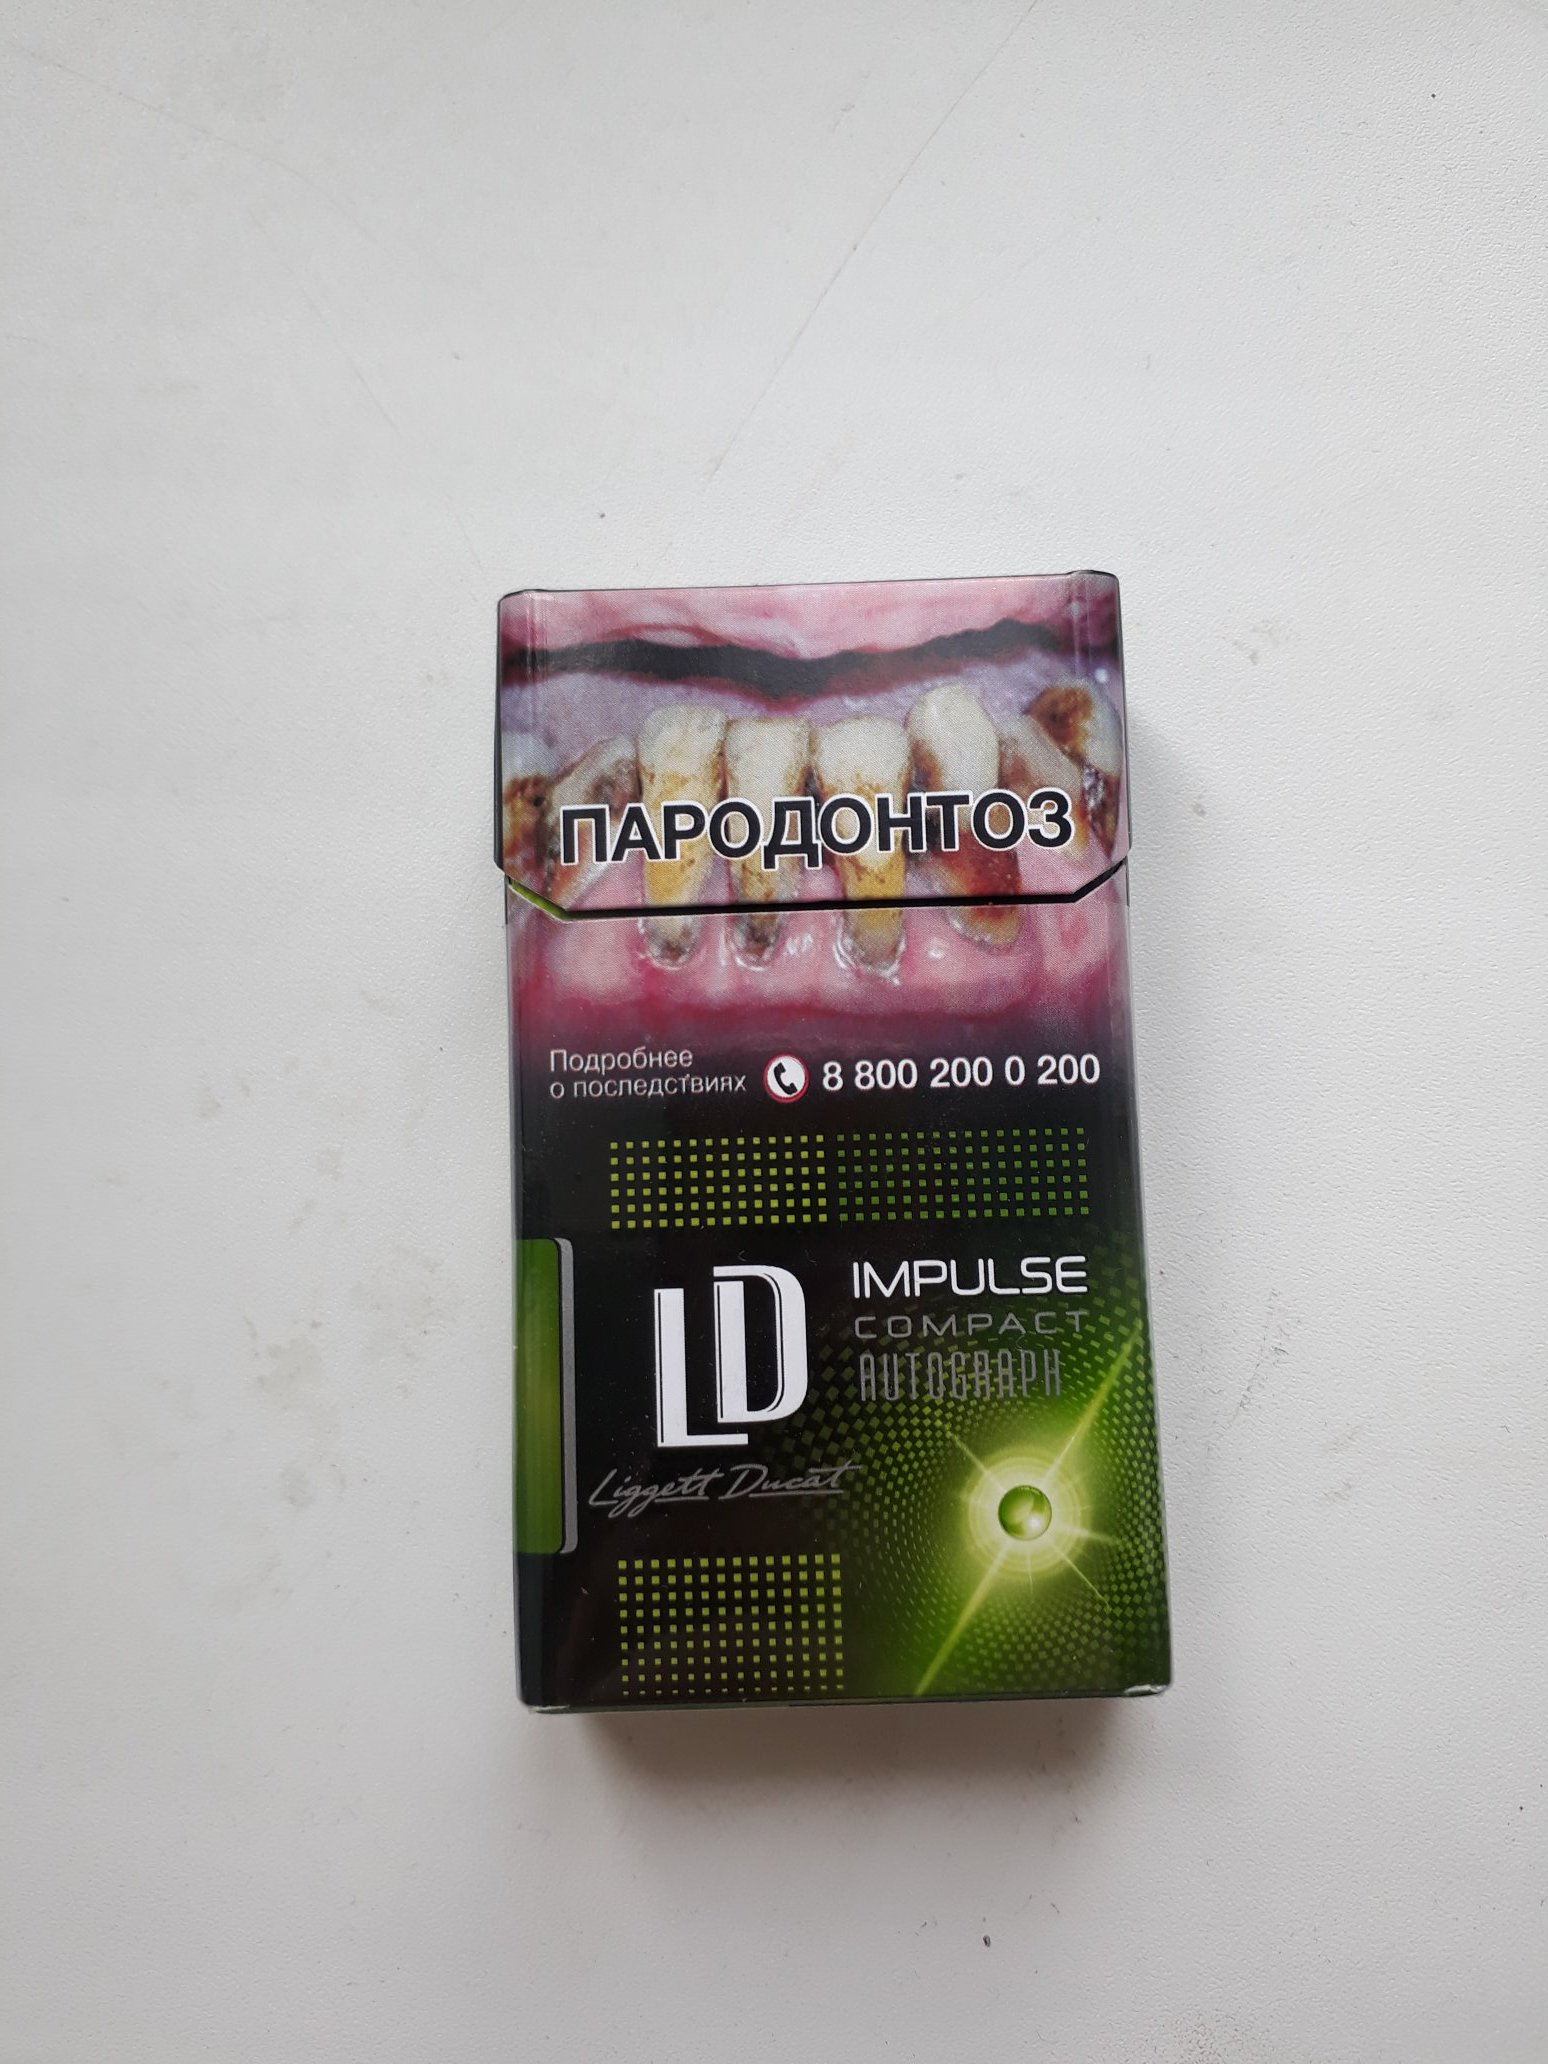 ПАРОДОНТОЗ
Подробнее
о последствиях
8 800 200 0 200
LD
IMPULSE
COMPACT
AUTOGRAPH
Liggett Ducat